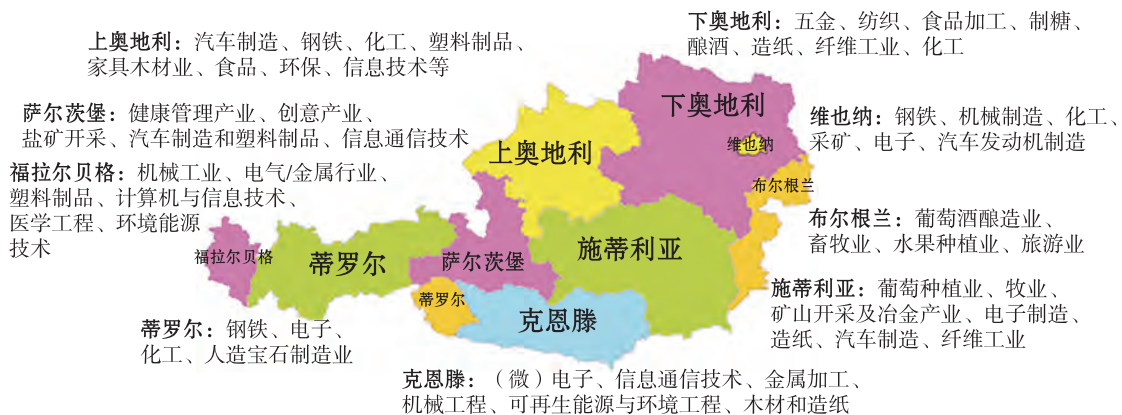 上奥地利：汽车制造、钢铁、化工、塑料制品、
家具木材业、食品、环保、信息技术等
下奥地利：五金、纺织、食品加工、制糖、
酿酒、造纸、纤维工业、化工
萨尔茨堡：健康管理产业、创意产业、
盐矿开采、汽车制造和塑料制品、信息通信技术
维也纳：钢铁、机械制造、化工、
采矿、电子、汽车发动机制造
福拉尔贝格：机械工业、电气/金属行业、
塑料制品、计算机与信息技术、
医学工程、环境能源
技术
下奥地利
维也纳
上奥地利
布尔根兰
布尔根兰：葡萄酒酿造业、
畜牧业、水果种植业、旅游业
福拉尔贝格
蒂罗尔
萨尔茨堡
施蒂利亚
蒂罗尔
克恩滕
施蒂利亚：葡萄种植业、牧业、
矿山开采及冶金产业、电子制造、
造纸、汽车制造、纤维工业
蒂罗尔：钢铁、电子、
化工、人造宝石制造业
克恩滕：（微）电子、信息通信技术、金属加工、
机械工程、可再生能源与环境工程、木材和造纸